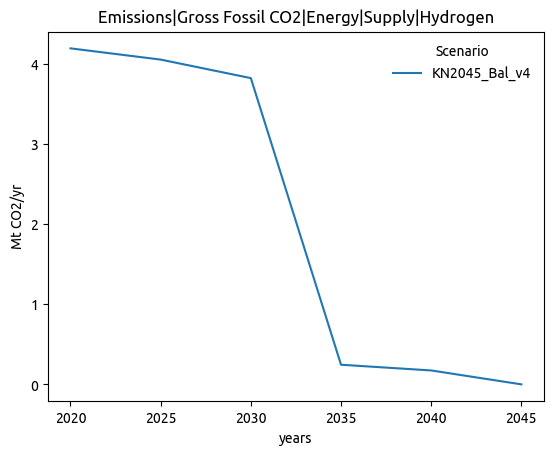 Emissions|Gross Fossil CO2|Energy|Supply|Hydrogen
Scenario
KN2045_Bal_v4
Mt CO2/yr
4
3
2
1
0
2020 2025 2030 2035 2040 2045
years